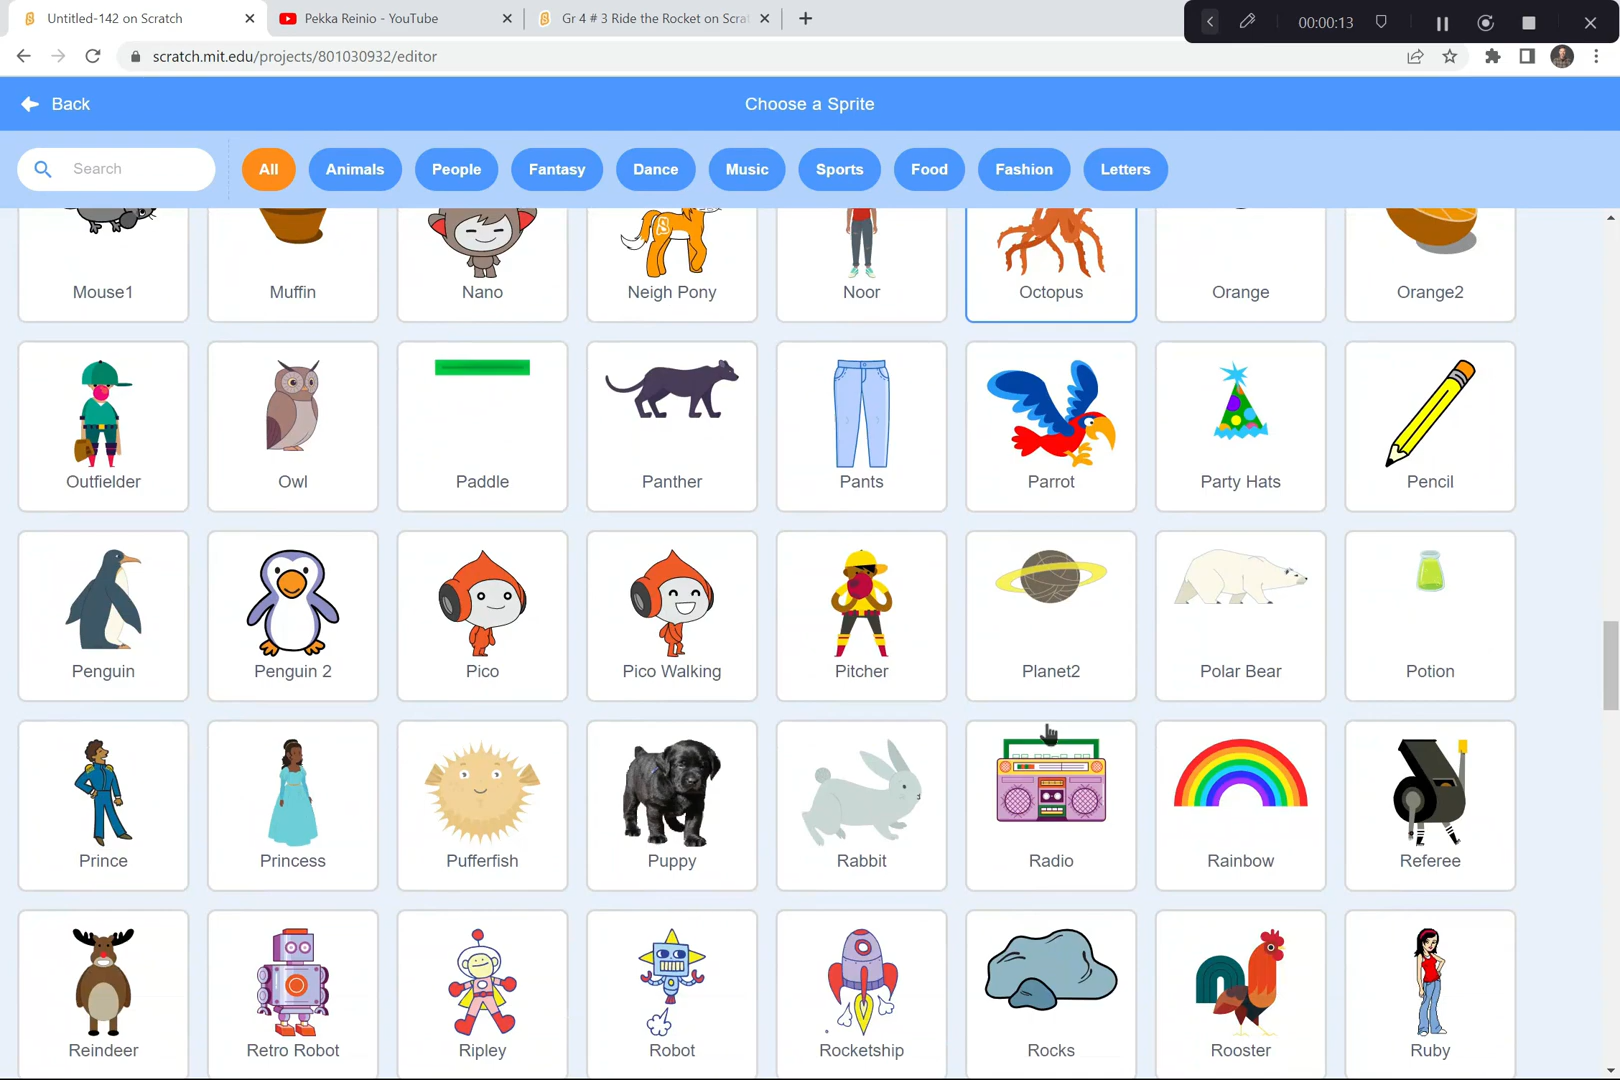 Untitled-142 on Scratch
Pekka Reinio - YouTube
Gr 4 # 3 Ride the Rocket on Scrat
00:00:13
scratch.mit.edu/projects/801030932/editor
Back
Choose a Sprite
Search
All
Animals
People
Fantasy
Dance
Music
Sports
Food
Fashion
Letters
Mouse1
Muffin
Nano
Neigh Pony
Noor
Octopus
Orange
Orange2
Outfielder
Owl
Paddle
Panther
Pants
Parrot
Party Hats
Pencil
Penguin
Penguin 2
Pico
Pico Walking
Pitcher
Planet2
Polar Bear
Potion
Prince
Princess
Pufferfish
Puppy
Rabbit
Radio
Rainbow
Referee
Reindeer
Retro Robot
Ripley
Robot
Rocketship
Rocks
Rooster
Ruby